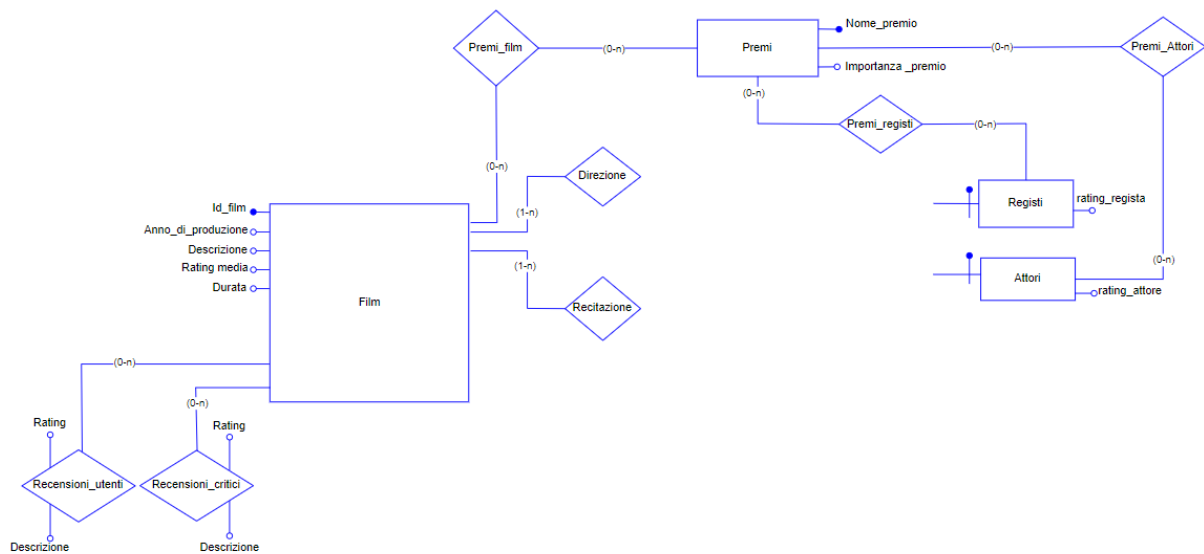 Nome_premio
Premi_film
(0-n)
Premi
(0-n)
Premi_Attori
Importanza _premio
(0-n)
Premi_registi
(0-n)
(0-n)
Direzione
Id_film
(1-n)
Registi
rating_regista
Anno_di_produzione
Descrizione
Rating media
(1-n)
(0-n)
Durata
Attori
rating_attore
Film
Recitazione
(0-n)
(0-n)
Rating
Rating
Recensioni_utenti
Recensioni_critici
Descrizione
Descrizione